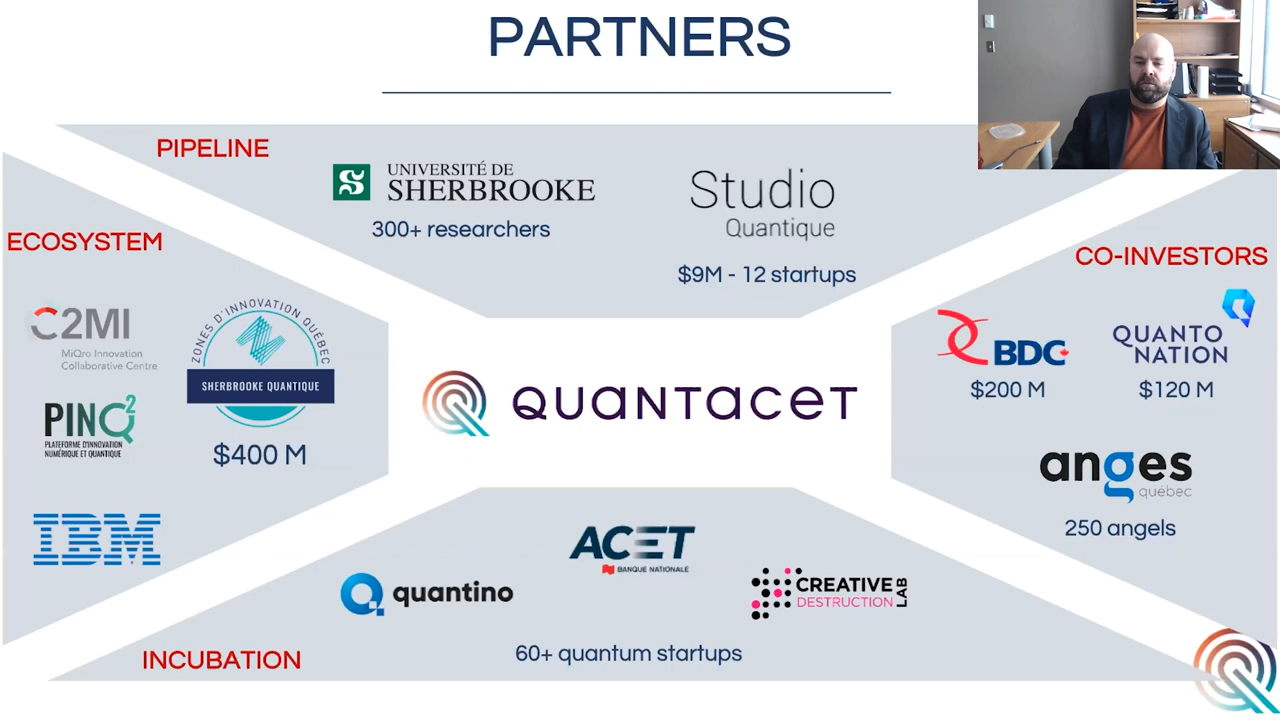 PARTNERS
PIPELINE
UNIVERSITÉ DE
SHERBROOKE
300+ researchers
Studio
Quantique
$9M - 12 startups
ECOSYSTEM
C2MI
MiQro Innovation
Collaborative Centre
ZONES D'INNOVATION QUÉBEC
SHERBROOKE QUANTIQUE
$400 M
PINQ²
PLATEFORME D'INNOVATION
NUMÉRIQUE ET QUANTIQUE
IBM
QUANTACET
CO-INVESTORS
BDC
$200 M
QUANTO
NATION
$120 M
anges
québec
250 angels
ACET
BANQUE NATIONALE
quantino
CREATIVE
DESTRUCTION
LAB
60+ quantum startups
INCUBATION